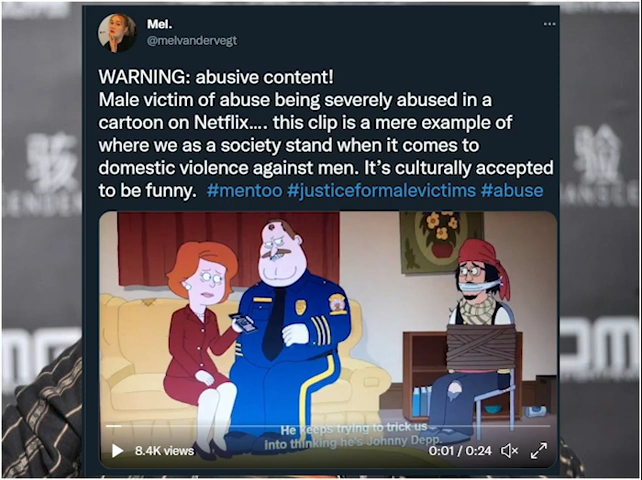 Mel.
@melvandervegt
WARNING: abusive content!
Male victim of abuse being severely abused in a
cartoon on Netflix.... this clip is a mere example of
where we as a society stand when it comes to
domestic violence against men. It's culturally accepted
to be funny. #mentoo #justiceformalevictims #abuse
He keeps trying to trick us
into thinking he's Johnny Depp.
8.4K views
0:01 / 0:24